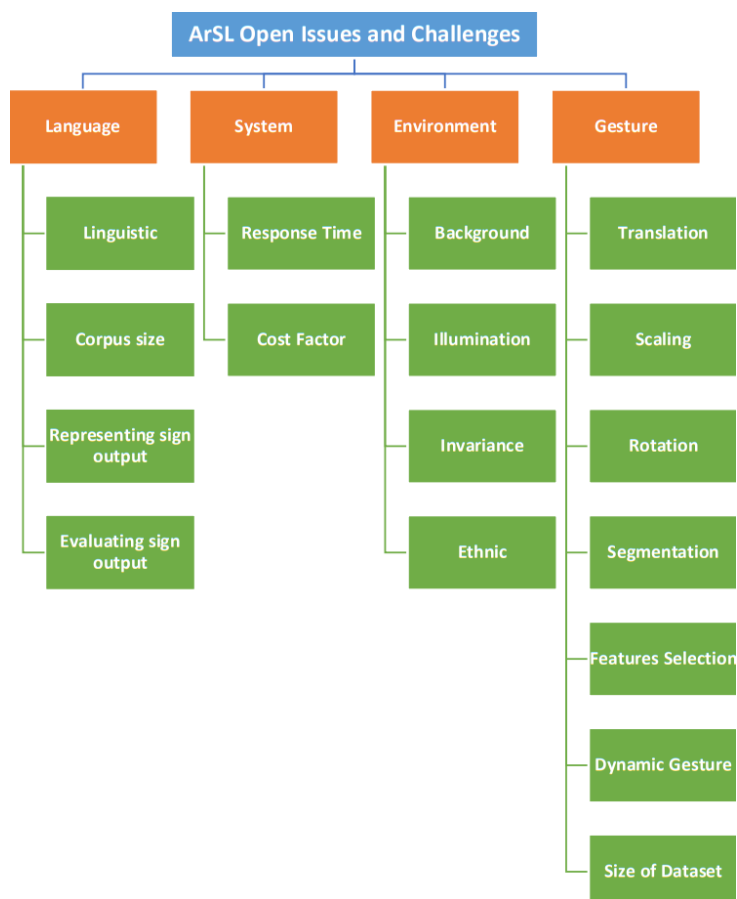 ArSL Open Issues and Challenges
Language
System
Environment
Gesture
Linguistic
Response Time
Background
Translation
Corpus size
Cost Factor
Illumination
Scaling
Representing sign
output
Invariance
Rotation
Evaluating sign
output
Ethnic
Segmentation
Features Selection
Dynamic Gesture
Size of Dataset